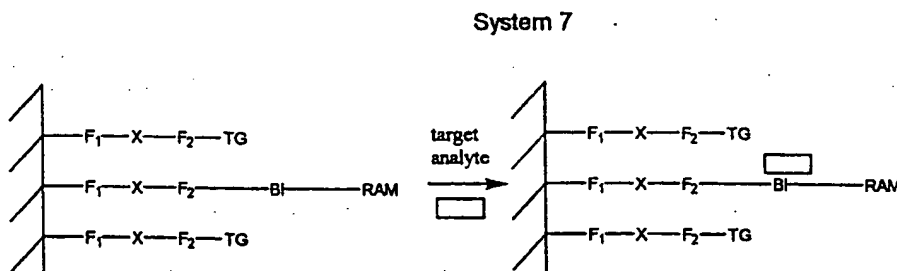 System 7
F₁—X—F₂—TG
F₁—X—F₂—BI—RAM
F₁—X—F₂—TG
target
analyte
F₁—X—F₂—TG
F₁—X—F₂—BI—RAM
F₁—X—F₂—TG